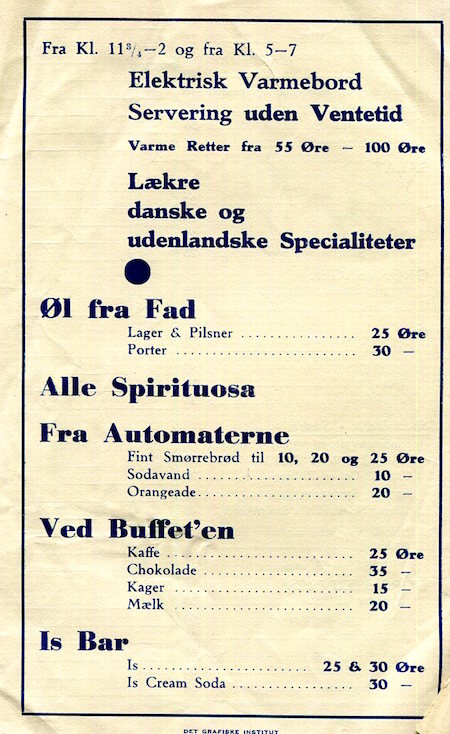 Fra Kl. 11¾–2 og fra Kl. 5–7
Elektrisk Varmebord
Servering uden Ventetid
Varme Retter fra 55 Øre – 100 Øre
Lækre
danske og
udenlandske Specialiteter
Øl fra Fad
Lager & Pilsner ................ 25 Øre
Porter ......................... 30 –
Alle Spirituosa
Fra Automaterne
Fint Smørrebrød til 10, 20 og 25 Øre
Sodavand ...................... 10 –
Orangeade...................... 20 –
Ved Buffet'en
Kaffe .......................... 25 Øre
Chokolade ..................... 35 –
Kager ......................... 15 –
Mælk ......................... 20 –
Is Bar
Is....................... 25 & 30 Øre
Is Cream Soda ................. 30 –
DET GRAFISKE INSTITUT